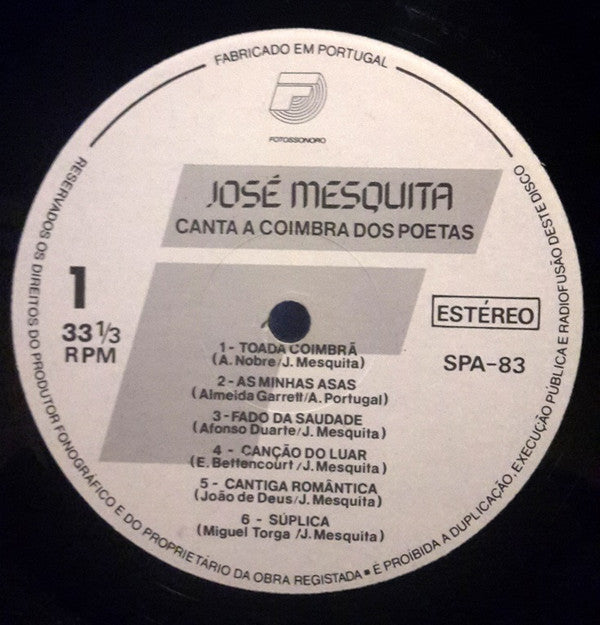 FABRICADO EM PORTUGAL
FOTOSSONORO
JOSÉ MESQUITA
CANTA A COIMBRA DOS POETAS
1
33 1/3
RPM
ESTÉREO
SPA-83
1 - TOADA COIMBRÃ
(A. Nobre/J. Mesquita)
2 - AS MINHAS ASAS
(Almeida Garrett/A. Portugal)
3 - FADO DA SAUDADE
(Afonso Duarte/J. Mesquita)
4 - CANÇÃO DO LUAR
(E. Bettencourt /J. Mesquita)
5 - CANTIGA ROMÂNTICA
(João de Deus/J. Mesquita)
6 - SÚPLICA
(Miguel Torga /J. Mesquita)
RESERVADOS OS DIREITOS DO PRODUTOR FONOGRÁFICO E DO PROPRIETÁRIO DA OBRA REGISTADA ■ É PROIBIDA A DUPLICAÇÃO, EXECUÇÃO PÚBLICA E RADIOFUSÃO DESTE DISCO